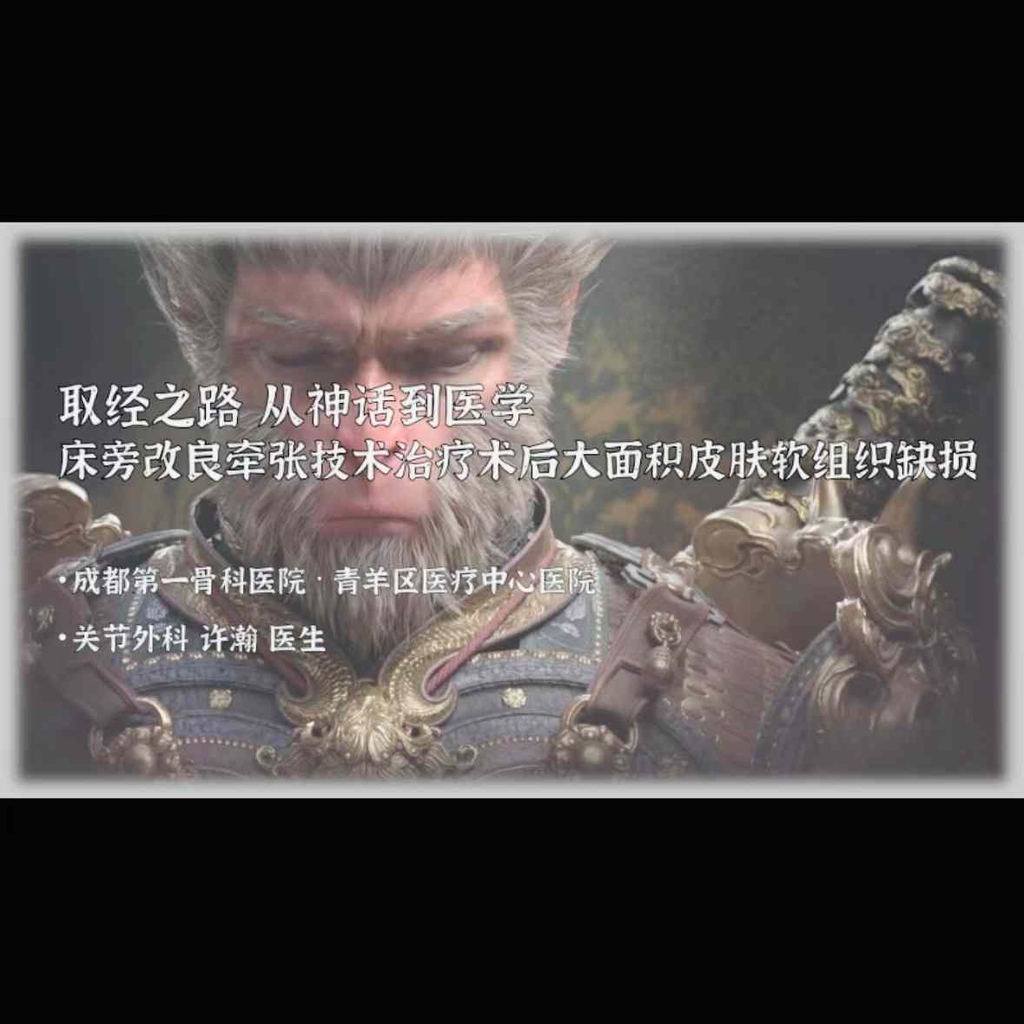 取经之路 从神话到医学
床旁改良牵张技术治疗术后大面积皮肤软组织缺损
·成都第一骨科医院·青羊区医疗中心医院
·关节外科 许瀚 医生